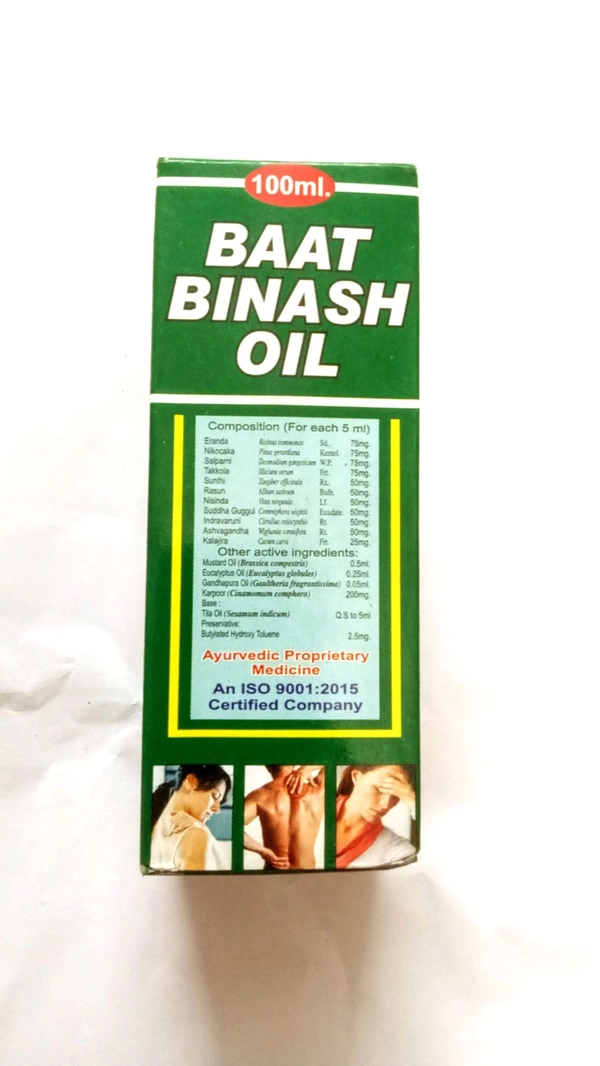 100ml.
BAAT
BINASH
OIL
Composition (For each 5 ml)
Eranda Ricinus communus Sd. 75mg.
Nikocaka Pinus gerardiana Kernel. 75mg.
Salparni Desmodium gangeticum W.P. 75mg.
Takkola Illicium verum Frt. 75mg.
Sunthi Zingiber officinale Rz. 50mg.
Rasun Allium sativum Bulb. 50mg.
Nisinda Vitex nirgundo Lf. 50mg.
Suddha Guggul Commiphora wightii Exudate. 50mg.
Indravaruni Citrullus colocynthis Rt. 50mg.
Ashvagandha Wighania somnifera Rt. 50mg.
Kalajira Carum carvi Frt. 25mg.
Other active ingredients:
Mustard Oil (Brassica compestris) 0.5ml.
Eucalyptus Oil (Eucalyptus globules) 0.25ml.
Gandhapura Oil (Gaultheria fragrantissima) 0.05ml.
Karpoor (Cinamomum comphora) 200mg.
Base :
Tila Oil (Sesamum indicum) Q.S to 5ml
Preservative:
Butylated Hydroxy Toluene 2.5mg.
Ayurvedic Proprietary
Medicine
An ISO 9001:2015
Certified Company